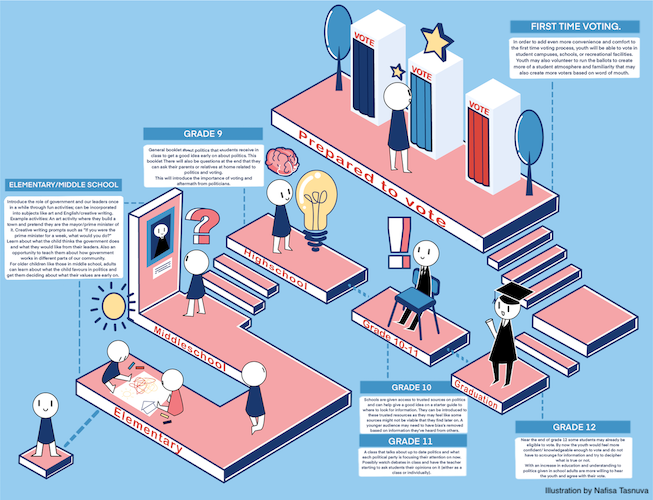 FIRST TIME VOTING.
In order to add even more convenience and comfort to
the first time voting process, youth will be able to vote in
student campuses, schools, or recreational facilities.
Youth may also volunteer to run the ballots to create
more of a student atmosphere and familiarity that may
also create more voters based on word of mouth.
VOTE
VOTE
VOTE
Prepared to vote
GRADE 9
General booklet about politics that students receive in
class to get a good idea early on about politics. This
booklet There will also be questions at the end that they
can ask their parents or relatives at home related to
politics and voting.
This will introduce the importance of voting and
aftermath from politicians.
ELEMENTARY/MIDDLE SCHOOL
Introduce the role of government and our leaders once
in a while through fun activities; can be incorporated
into subjects like art and English/creative writing.
Example activities: An art activity where they build a
town and pretend they are the mayor/prime minister of
it. Creative writing prompts such as "If you were the
prime minister for a week, what would you do?"
Learn about what the child thinks the government does
and what they would like from their leaders. Also an
opportunity to teach them about how government
works in different parts of our community.
For older children like those in middle school, adults
can learn about what the child favours in politics and
get them deciding about what their values are early on.
?
Highschool
!
Middleschool
Grade 10-11
Graduation
Elementary
GRADE 10
Schools are given access to trusted sources on politics
and can help give a good idea on a starter guide to
where to look for information. They can be introduced to
these trusted resources so they may feel like some
sources might not be viable that they find later on. A
younger audience may need to have bias's removed
based on information they've heard from others.
GRADE 11
A class that talks about up to date politics and what
each political party is focusing their attention on now.
Possibly watch debates in class and have the teacher
starting to ask students their opinions on it (either as a
class or individually).
GRADE 12
Near the end of grade 12 some students may already be
eligible to vote. By now the youth would feel more
confident/ knowledgeable enough to vote and do not
have to scrounge for information and try to decipher
what is true or not.
With an increase in education and understanding to
politics given in school adults are more willing to hear
the youth and agree with their vote.
Illustration by Nafisa Tasnuva